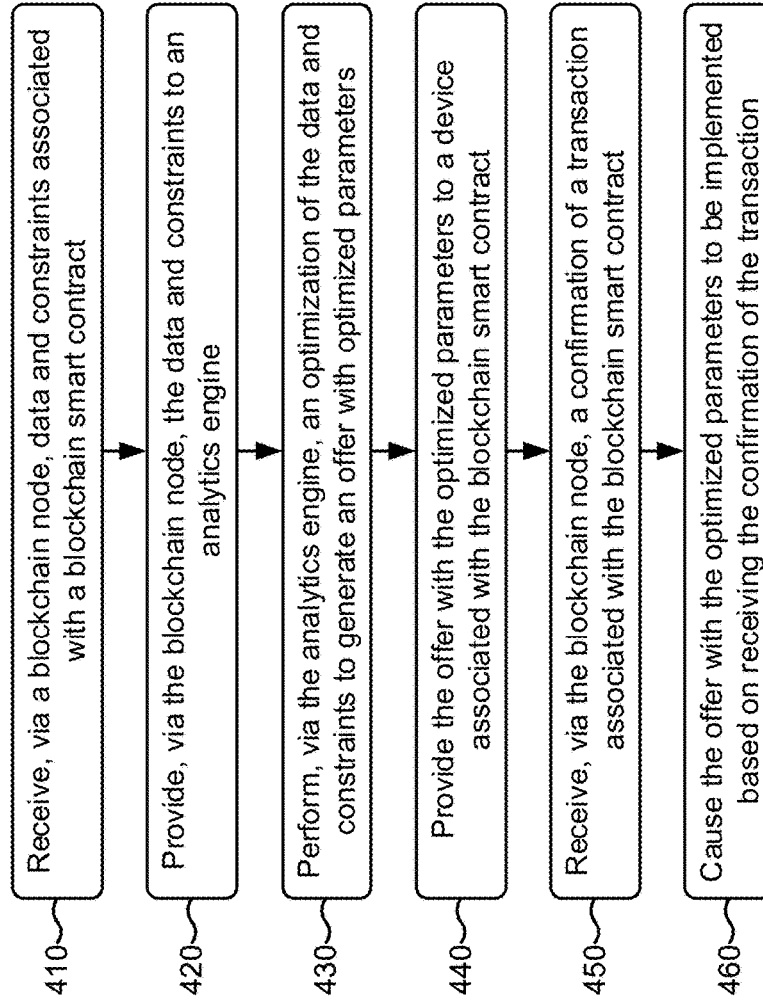 410
Receive, via a blockchain node, data and constraints associated
with a blockchain smart contract
420
Provide, via the blockchain node, the data and constraints to an
analytics engine
430
Perform, via the analytics engine, an optimization of the data and
constraints to generate an offer with optimized parameters
440
Provide the offer with the optimized parameters to a device
associated with the blockchain smart contract
450
Receive, via the blockchain node, a confirmation of a transaction
associated with the blockchain smart contract
460
Cause the offer with the optimized parameters to be implemented
based on receiving the confirmation of the transaction